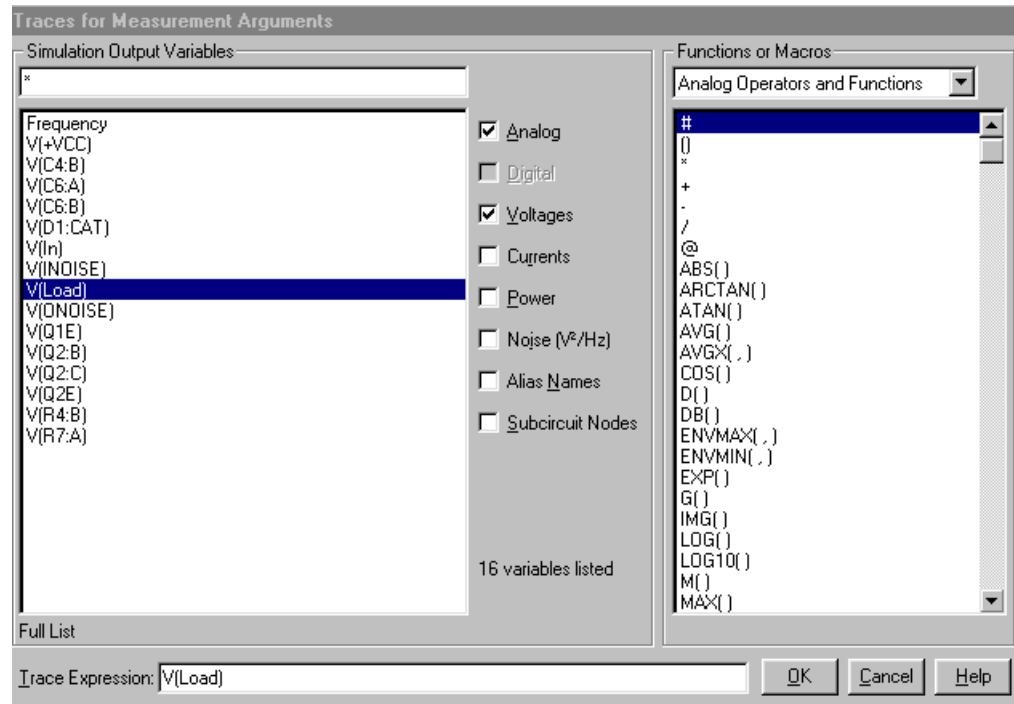 Traces for Measurement Arguments
Simulation Output Variables
*
Frequency
V(+VCC)
V(C4:B)
V(C6:A)
V(C6:B)
V(D1:CAT)
V(In)
V(INOISE)
V(Load)
V(ONOISE)
V(Q1E)
V(Q2:B)
V(Q2:C)
V(Q2E)
V(R4:B)
V(R7:A)
Full List
Analog
Digital
Voltages
Currents
Power
Noise (V²/Hz)
Alias Names
Subcircuit Nodes
16 variables listed
Functions or Macros
Analog Operators and Functions
#
()
*
+
-
/
@
ABS()
ARCTAN()
ATAN()
AVG()
AVGX(,)
COS()
D()
DB()
ENVMAX(,)
ENVMIN(,)
EXP()
G()
IMG()
LOG()
LOG10()
M()
MAX()
Trace Expression: V(Load)
OK
Cancel
Help